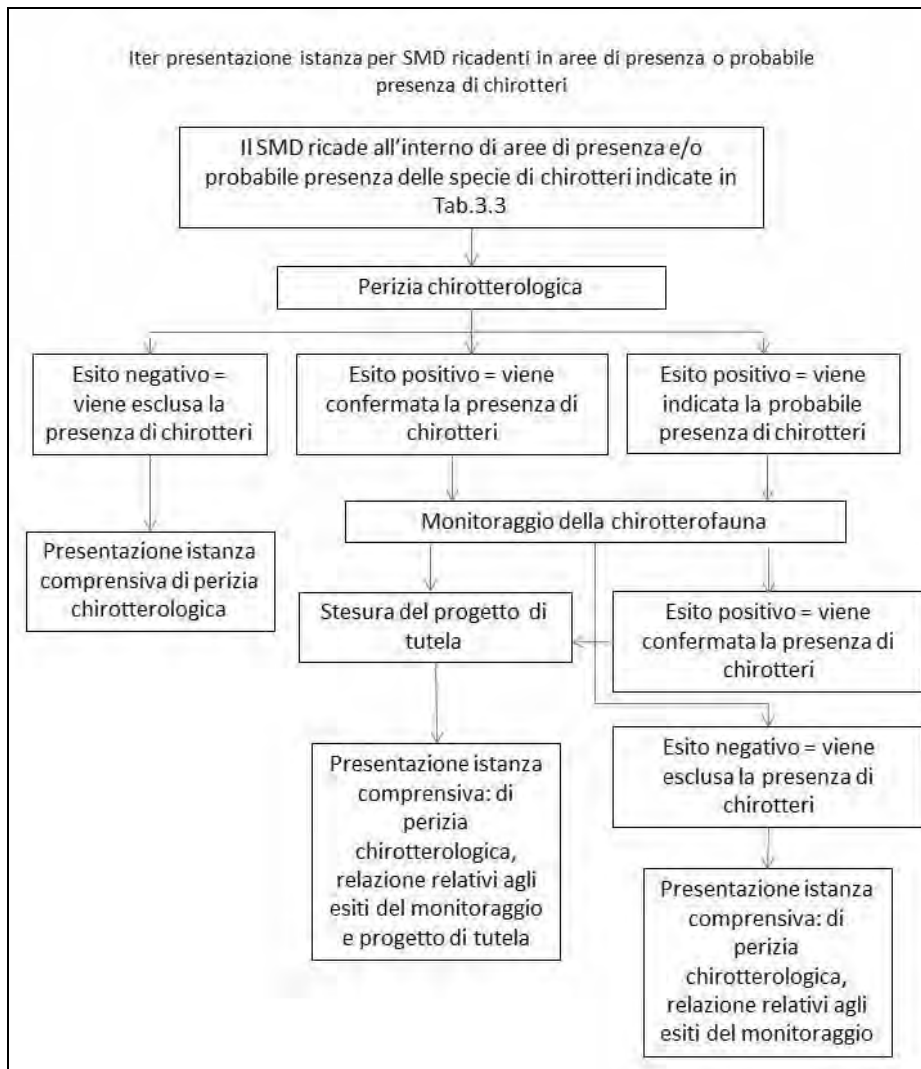 Iter presentazione istanza per SMD ricadenti in aree di presenza o probabile
presenza di chirotteri
Il SMD ricade all'interno di aree di presenza e/o
probabile presenza delle specie di chirotteri indicate in
Tab.3.3
Perizia chirotterologica
Esito negativo =
viene esclusa la
presenza di chirotteri
Esito positivo = viene
confermata la presenza di
chirotteri
Esito positivo = viene
indicata la probabile
presenza di chirotteri
Monitoraggio della chirotterofauna
Presentazione istanza
comprensiva di perizia
chirotterologica
Stesura del progetto di
tutela
Esito positivo = viene
confermata la presenza di
chirotteri
Presentazione istanza
comprensiva: di
perizia
chirotterologica,
relazione relativi agli
esiti del monitoraggio
e progetto di tutela
Esito negativo = viene
esclusa la presenza di
chirotteri
Presentazione istanza
comprensiva: di
perizia
chirotterologica,
relazione relativi agli
esiti del monitoraggio